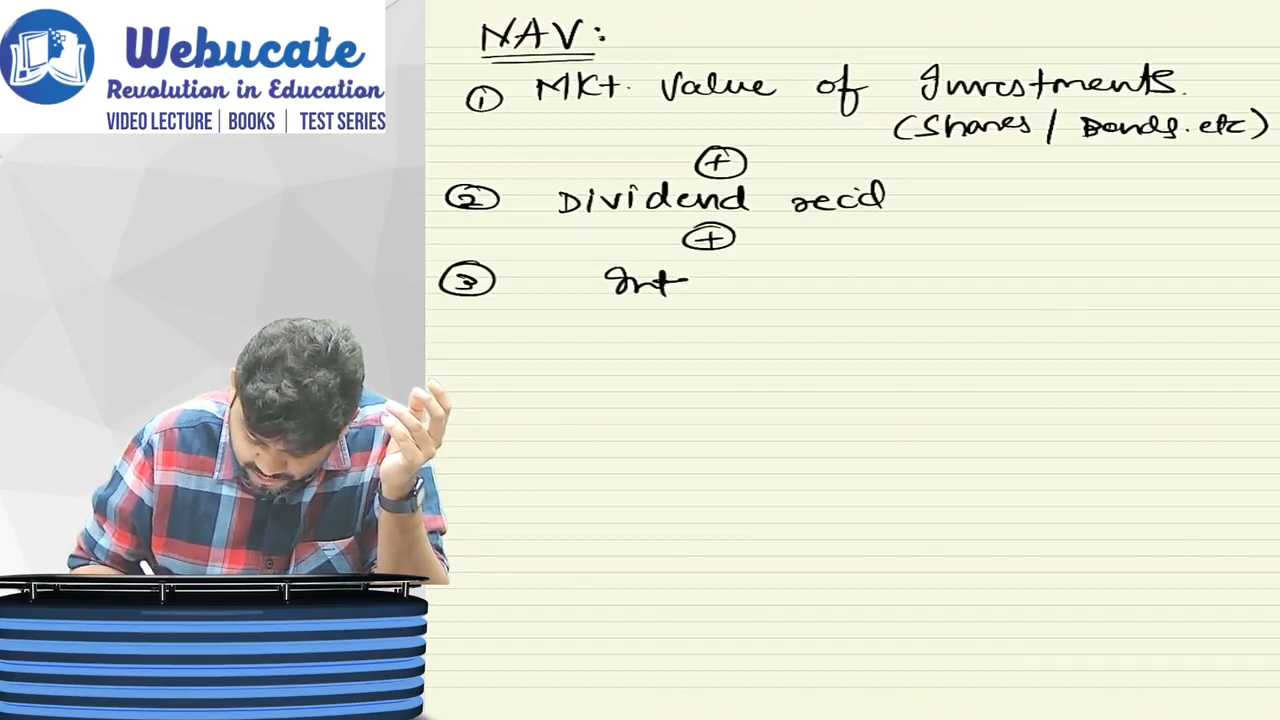 Webucate
Revolution in Education
VIDEO LECTURE | BOOKS | TEST SERIES
NAV:
① Mkt. Value of Investments.
(Shares / Bonds. etc)
+
② Dividend rec'd
+
③ Int